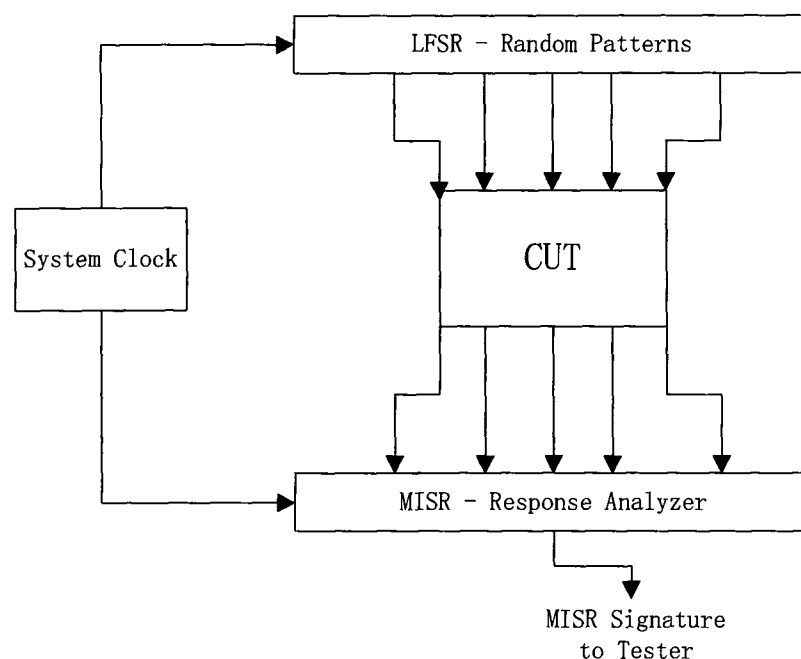 LFSR - Random Patterns
System Clock
CUT
MISR - Response Analyzer
MISR Signature
to Tester